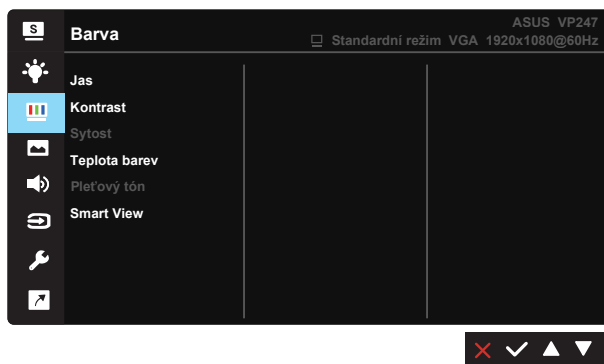 S
Barva
ASUS VP247
Standardní režim VGA 1920x1080@60Hz
Jas
Kontrast
Sytost
Teplota barev
Pleťový tón
Smart View